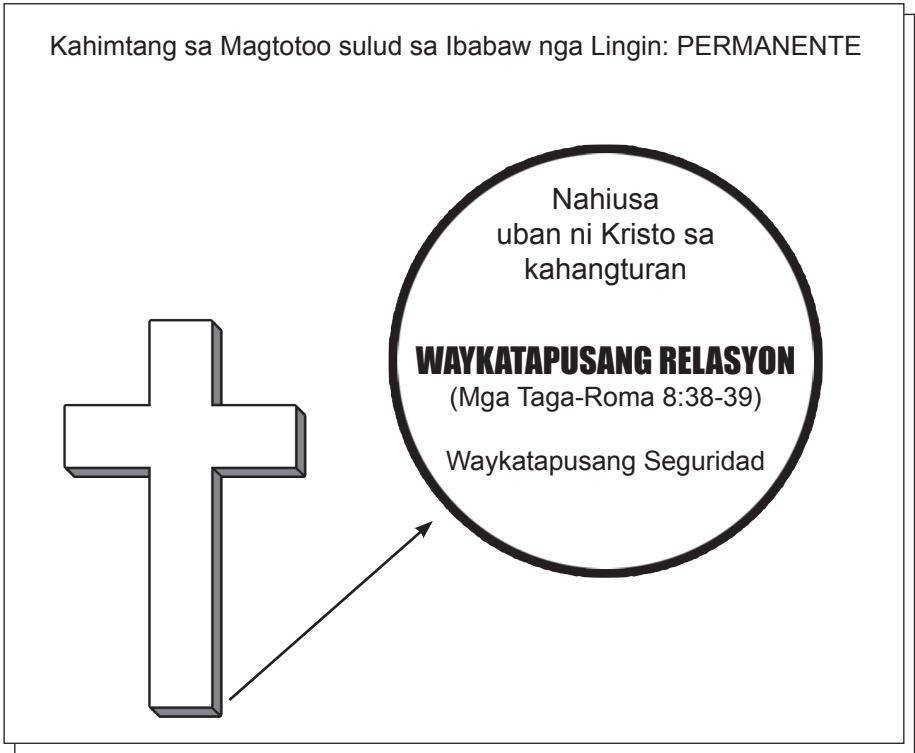 Kahimtang sa Magtotoo sulud sa Ibabaw nga Lingin: PERMANENTE
Nahiusa
uban ni Kristo sa
kahangturan
WAYKATAPUSANG RELASYON
(Mga Taga-Roma 8:38-39)
Waykatapusang Seguridad